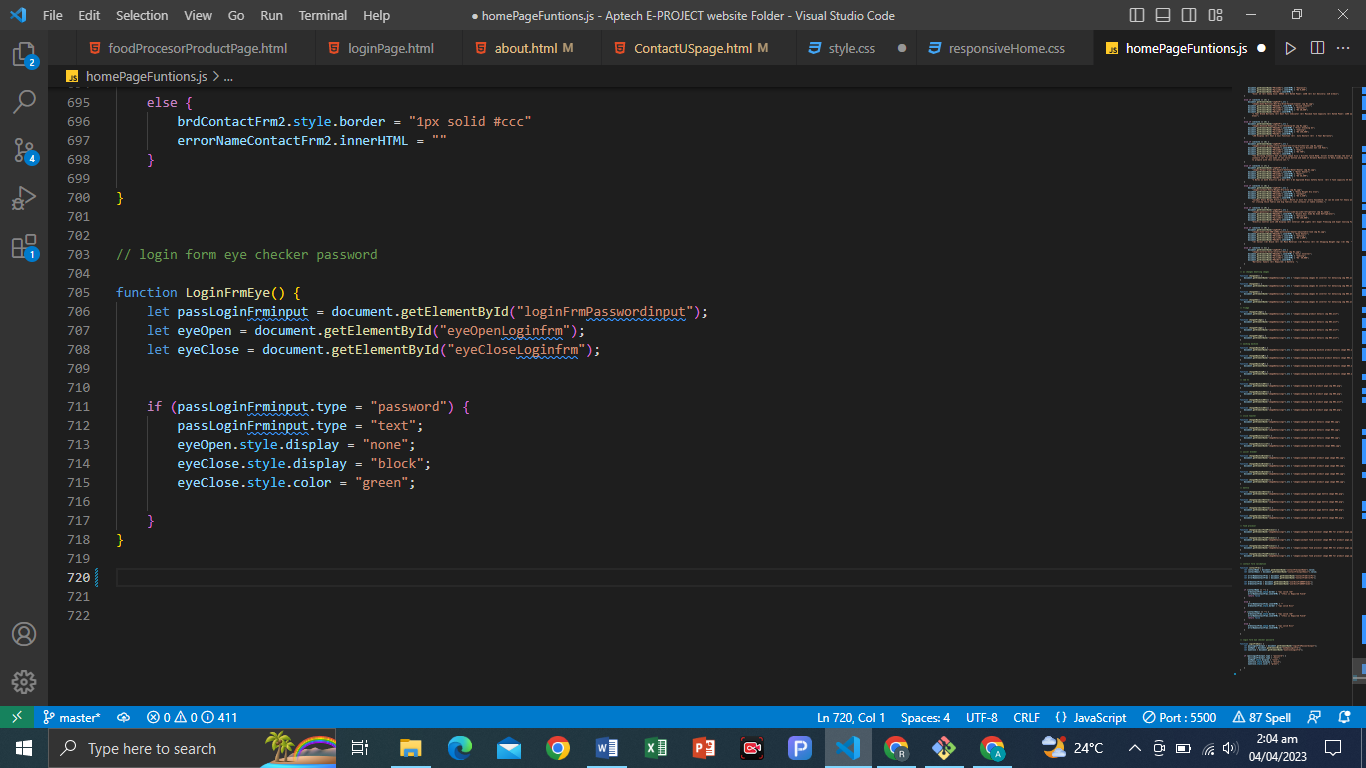 File Edit Selection View Go Run Terminal Help
● homePageFuntions.js - Aptech E-PROJECT website Folder - Visual Studio Code
foodProcesorProductPage.html loginPage.html about.html M ContactUSpage.html M style.css ● responsiveHome.css JS homePageFuntions.js ●
JS homePageFuntions.js > ...
2
4
1
695 else {
696 brdContactFrm2.style.border = "1px solid #ccc"
697 errorNameContactFrm2.innerHTML = ""
698 }
699
700 }
701
702
703 // login form eye checker password
704
705 function LoginFrmEye() {
706 let passLoginFrminput = document.getElementById("loginFrmPasswordinput");
707 let eyeOpen = document.getElementById("eyeOpenLoginfrm");
708 let eyeClose = document.getElementById("eyeCloseLoginfrm");
709
710
711 if (passLoginFrminput.type = "password") {
712 passLoginFrminput.type = "text";
713 eyeOpen.style.display = "none";
714 eyeClose.style.display = "block";
715 eyeClose.style.color = "green";
716
717 }
718 }
719
720
721
722
master* 0 0 411 Ln 720, Col 1 Spaces: 4 UTF-8 CRLF {} JavaScript Port : 5500 87 Spell
Type here to search
24°C
2:04 am
04/04/2023